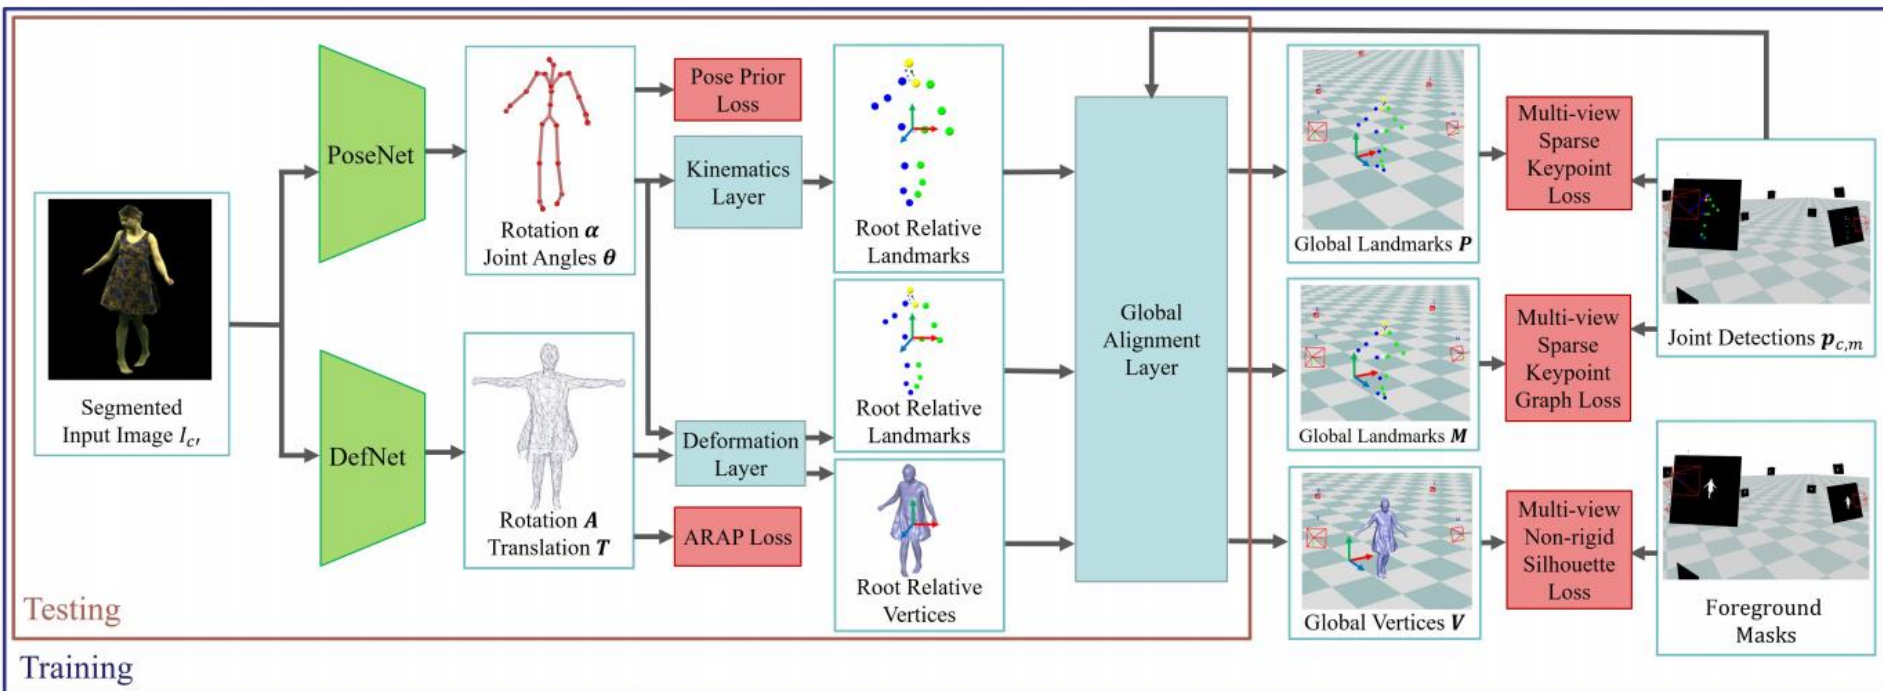 Segmented
Input Image I_{c'}
PoseNet
DefNet
Rotation α
Joint Angles θ
Rotation A
Translation T
Pose Prior
Loss
Kinematics
Layer
Deformation
Layer
ARAP Loss
Root Relative
Landmarks
Root Relative
Landmarks
Root Relative
Vertices
Global
Alignment
Layer
Global Landmarks P
Global Landmarks M
Global Vertices V
Multi-view
Sparse
Keypoint
Loss
Multi-view
Sparse
Keypoint
Graph Loss
Multi-view
Non-rigid
Silhouette
Loss
Joint Detections p_{c,m}
Foreground
Masks
Testing
Training